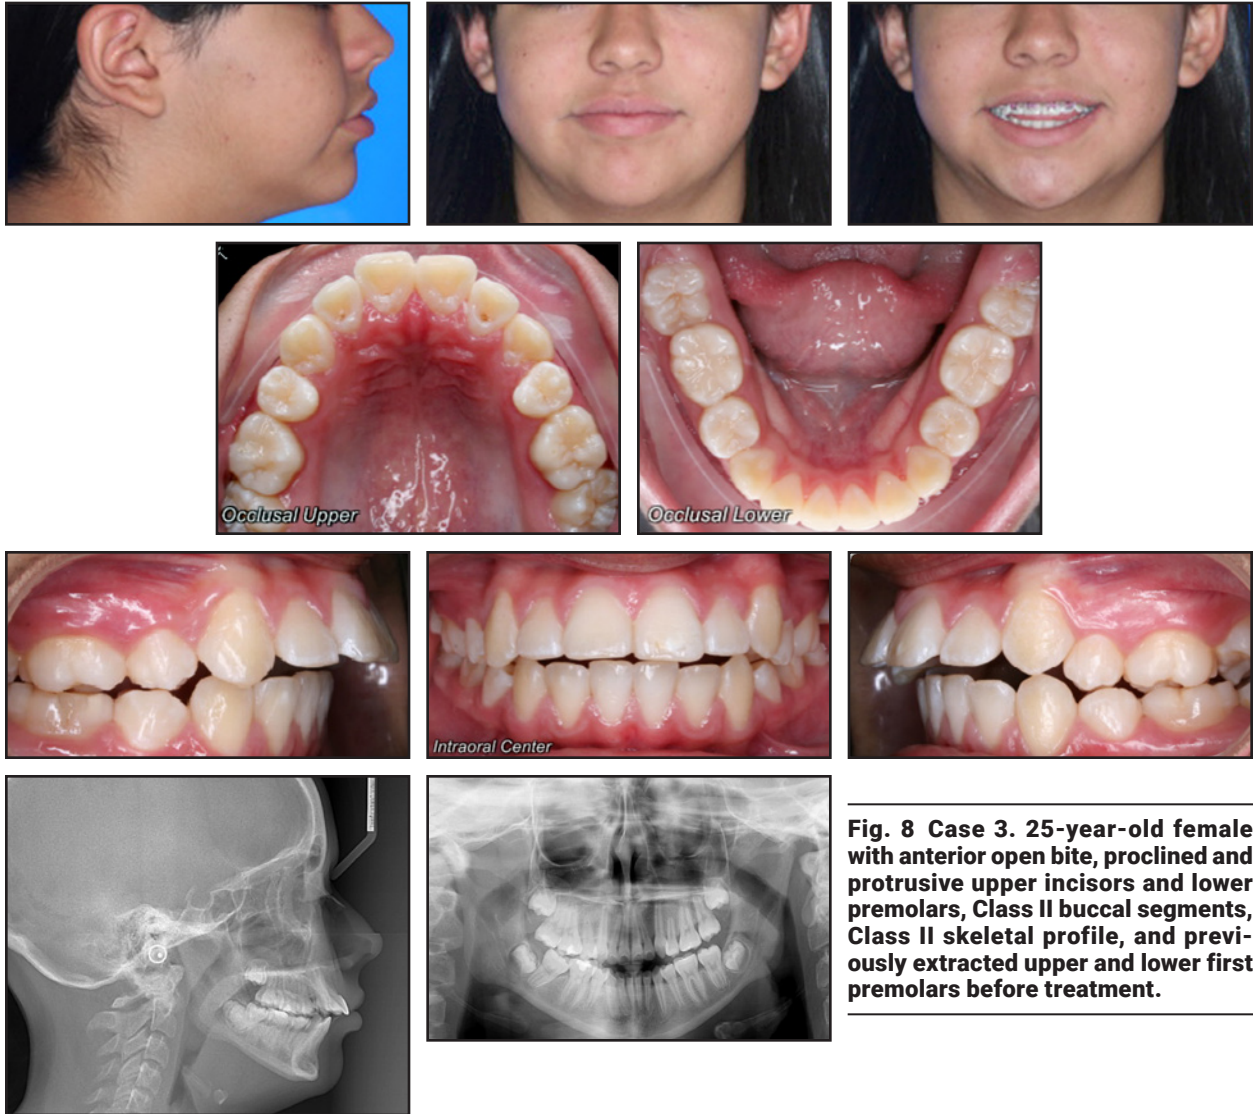 Occlusal Upper
Occlusal Lower
Intraoral Center
Fig. 8 Case 3. 25-year-old female
with anterior open bite, proclined and
protrusive upper incisors and lower
premolars, Class II buccal segments,
Class II skeletal profile, and previ-
ously extracted upper and lower first
premolars before treatment.